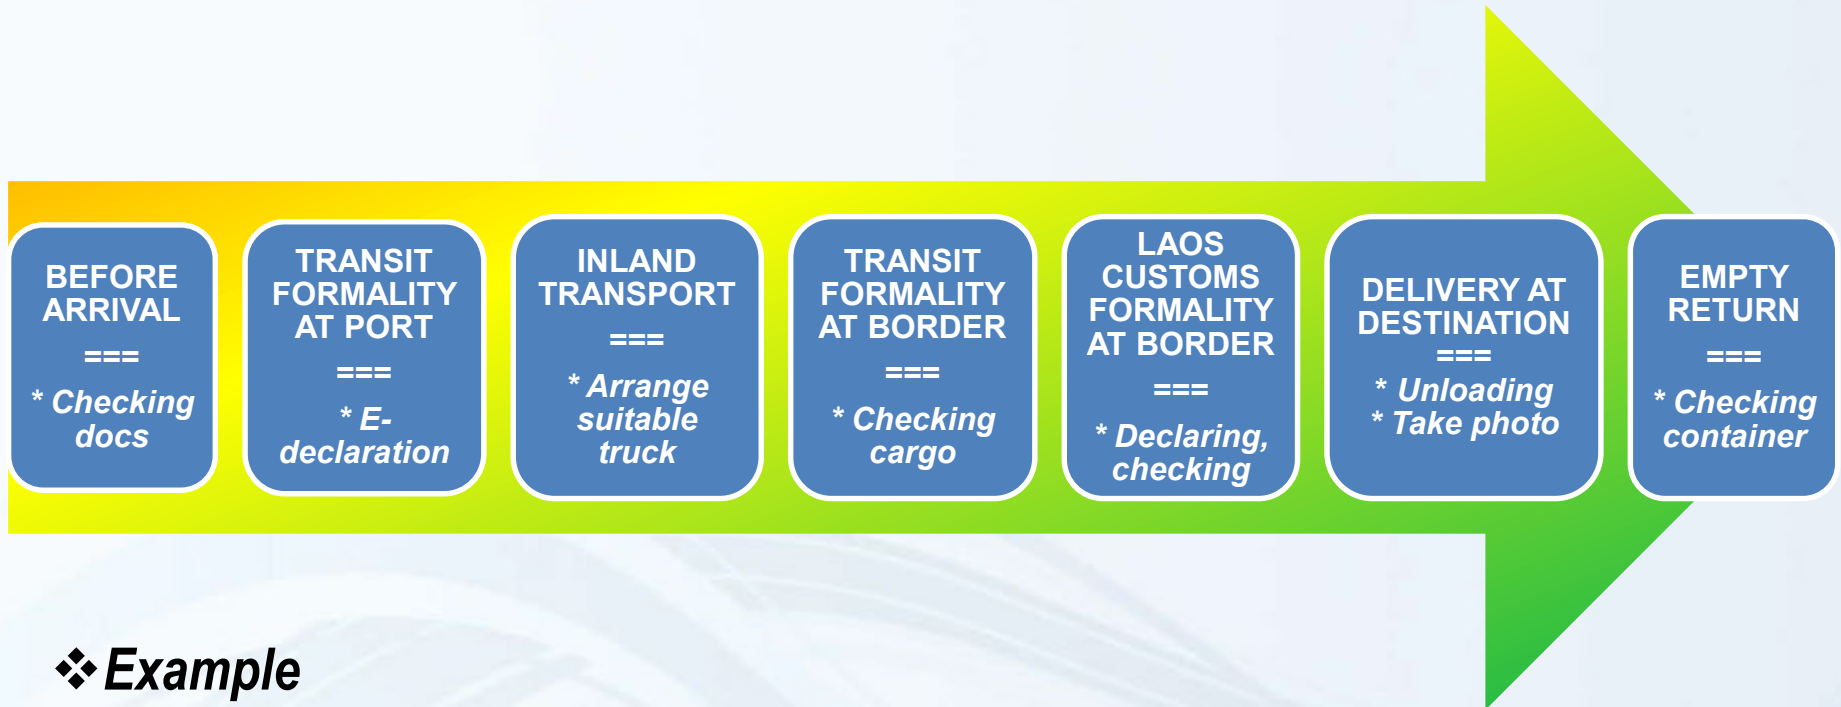 BEFORE
ARRIVAL
===
* Checking
docs
TRANSIT
FORMALITY
AT PORT
===
* E-
declaration
INLAND
TRANSPORT
===
* Arrange
suitable
truck
TRANSIT
FORMALITY
AT BORDER
===
* Checking
cargo
LAOS
CUSTOMS
FORMALITY
AT BORDER
===
* Declaring,
checking
DELIVERY AT
DESTINATION
===
* Unloading
* Take photo
EMPTY
RETURN
===
* Checking
container
❖Example